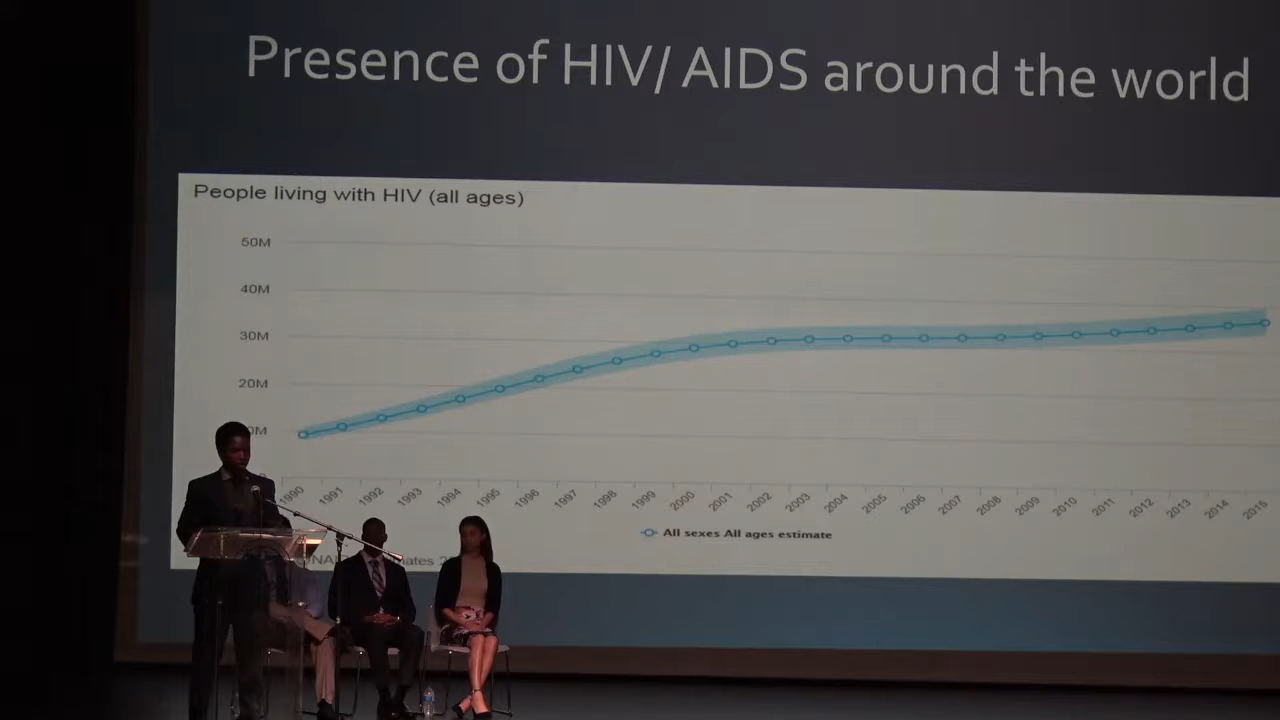 Presence of HIV/ AIDS around the world
People living with HIV (all ages)
50M
40M
30M
20M
0M
1990 1991 1992 1993 1994 1995 1996 1997 1998 1999 2000 2001 2002 2003 2004 2005 2006 2007 2008 2009 2010 2011 2012 2013 2014 2015
All sexes All ages estimate